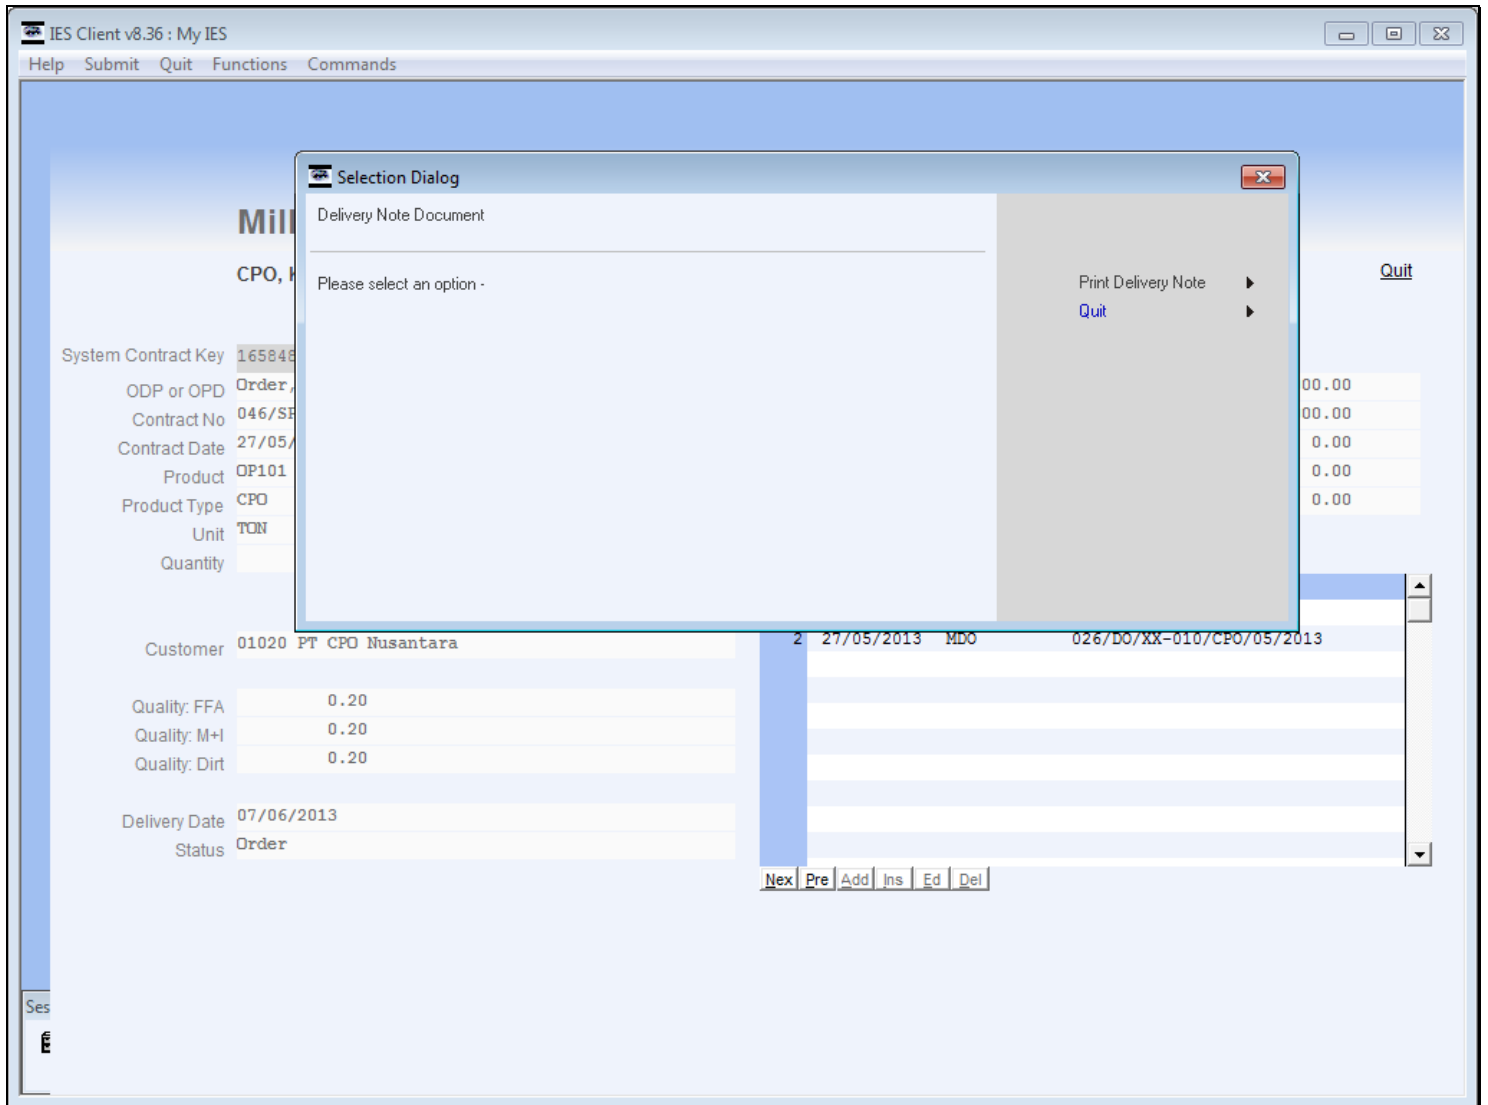 IES Client v8.36 : My IES
Help Submit Quit Functions Commands
Selection Dialog
Delivery Note Document
Please select an option -
Print Delivery Note
Quit
Mill
CPO,
Quit
System Contract Key 165848
ODP or OPD Order, 00.00
Contract No 046/SP 00.00
Contract Date 27/05/ 0.00
Product OP101 0.00
Product Type CPO 0.00
Unit TON
Quantity
Customer 01020 PT CPO Nusantara
2 27/05/2013 MDO 026/DO/XX-010/CPO/05/2013
Quality: FFA 0.20
Quality: M+I 0.20
Quality: Dirt 0.20
Delivery Date 07/06/2013
Status Order
Nex Pre Add Ins Ed Del
Ses